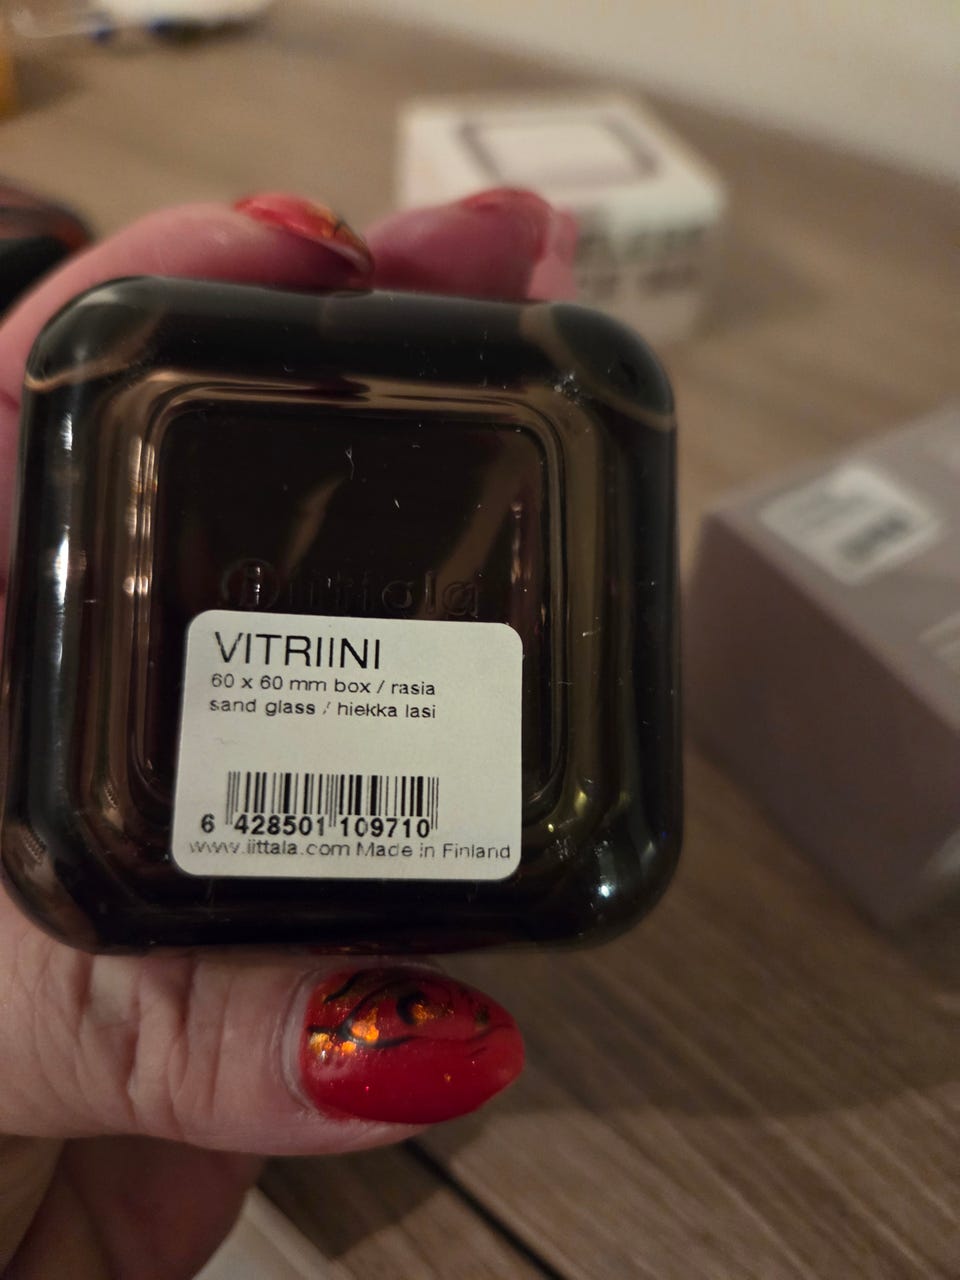 iittala
VITRIINI
60 x 60 mm box / rasia
sand glass / hiekka lasi
6 428501 109710
www.iittala.com Made in Finland